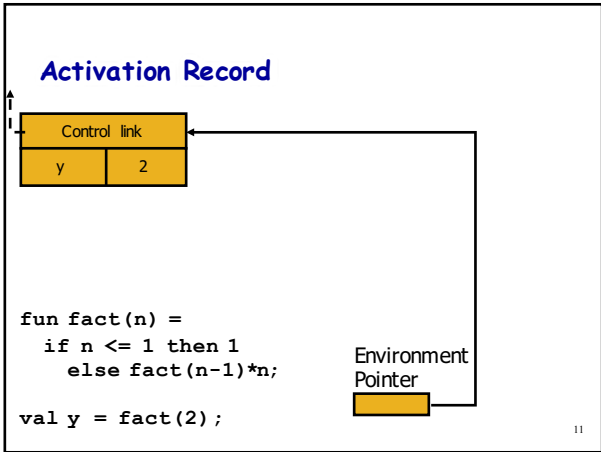 Activation Record
Control link
y 2
fun fact(n) =
if n <= 1 then 1
else fact(n-1)*n;
val y = fact(2);
Environment
Pointer
11